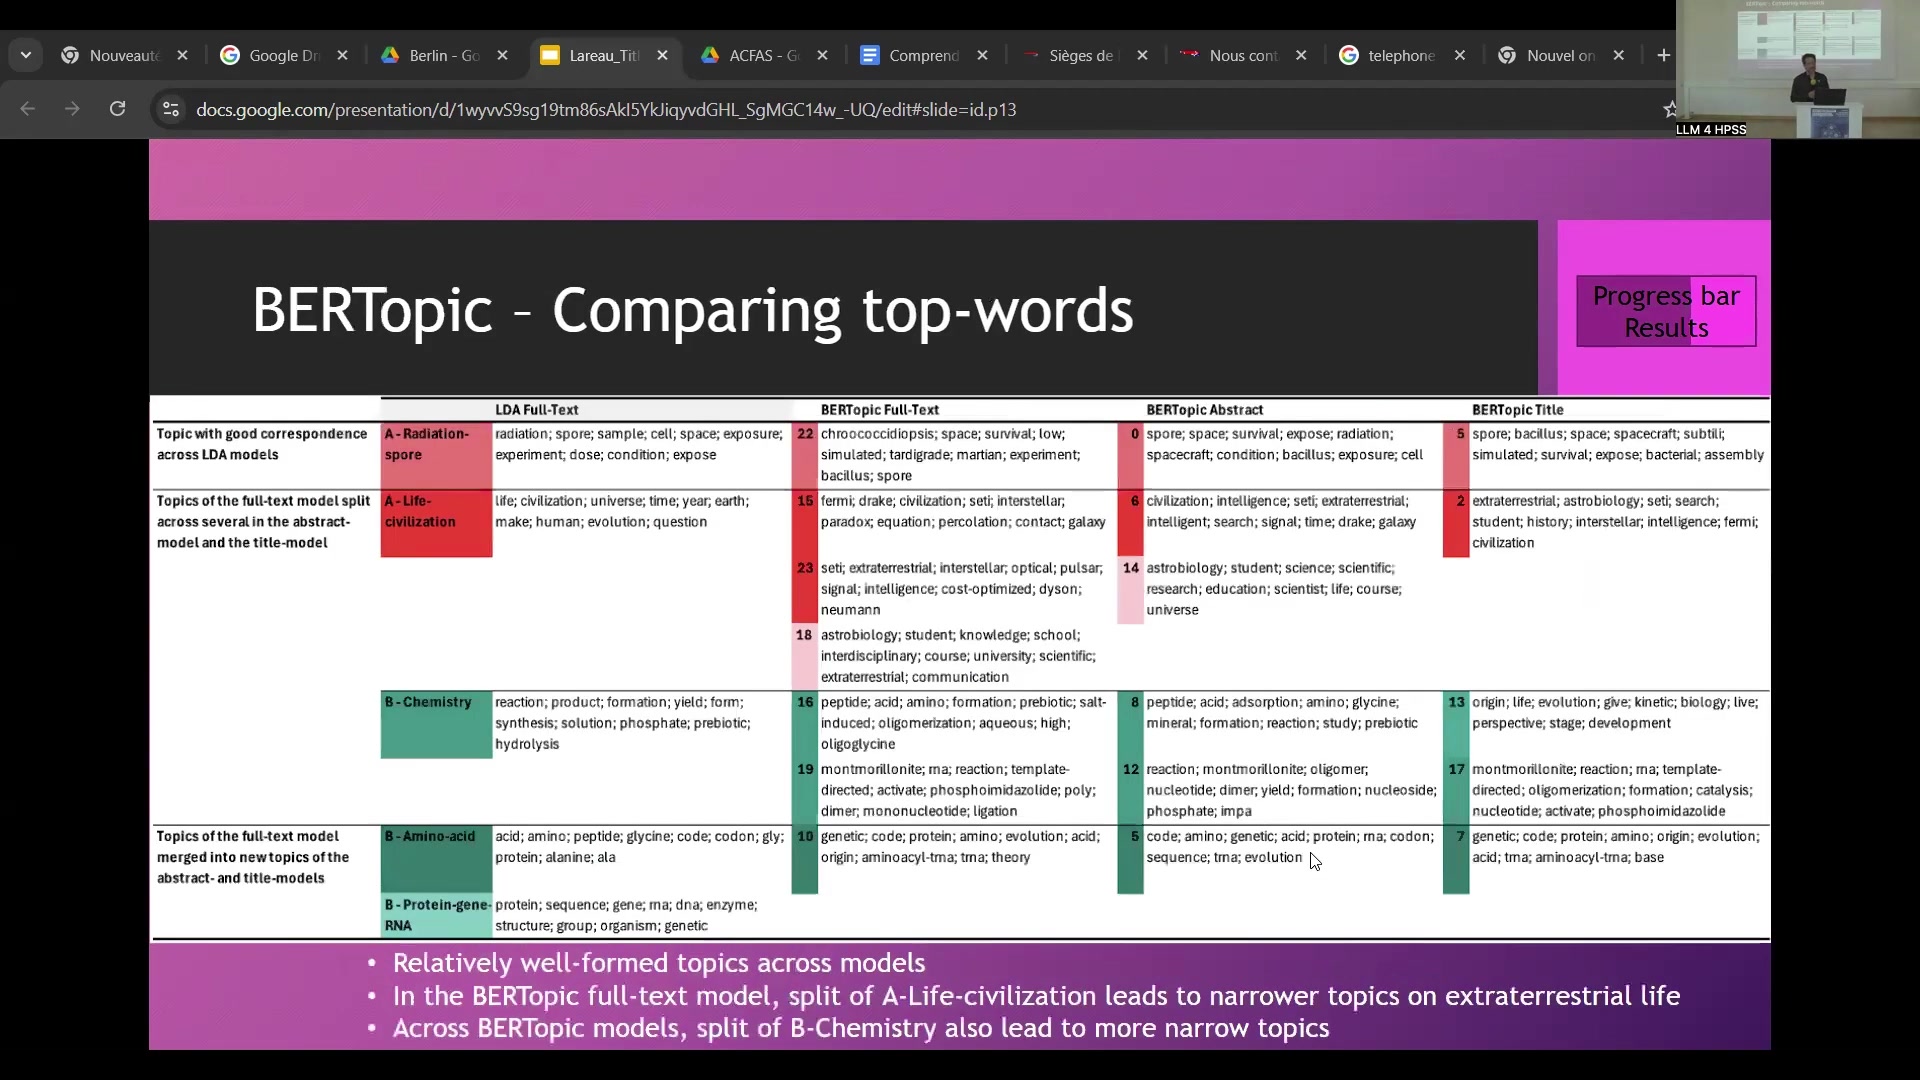 Nouveauté
Google Dri
Berlin - Go
Lareau_Titl
ACFAS - G
Comprend
Sièges de
Nous cont
telephone
Nouvel on
docs.google.com/presentation/d/1wyvvS9sg19tm86sAkI5YkJiqyvdGHL_SgMGC14w_-UQ/edit#slide=id.p13
LLM 4 HPSS
BERTopic – Comparing top-words
Progress bar
Results
LDA Full-Text BERTopic Full-Text BERTopic Abstract BERTopic Title
Topic with good correspondence
across LDA models
A - Radiation-
spore
radiation; spore; sample; cell; space; exposure;
experiment; dose; condition; expose
22 chroococcidiopsis; space; survival; low;
simulated; tardigrade; martian; experiment;
bacillus; spore
0 spore; space; survival; expose; radiation;
spacecraft; condition; bacillus; exposure; cell
5 spore; bacillus; space; spacecraft; subtili;
simulated; survival; expose; bacterial; assembly
Topics of the full-text model split
across several in the abstract-
model and the title-model
A - Life-
civilization
life; civilization; universe; time; year; earth;
make; human; evolution; question
15 fermi; drake; civilization; seti; interstellar;
paradox; equation; percolation; contact; galaxy
6 civilization; intelligence; seti; extraterrestrial;
intelligent; search; signal; time; drake; galaxy
2 extraterrestrial; astrobiology; seti; search;
student; history; interstellar; intelligence; fermi;
civilization
23 seti; extraterrestrial; interstellar; optical; pulsar;
signal; intelligence; cost-optimized; dyson;
neumann
14 astrobiology; student; science; scientific;
research; education; scientist; life; course;
universe
18 astrobiology; student; knowledge; school;
interdisciplinary; course; university; scientific;
extraterrestrial; communication
B - Chemistry
reaction; product; formation; yield; form;
synthesis; solution; phosphate; prebiotic;
hydrolysis
16 peptide; acid; amino; formation; prebiotic; salt-
induced; oligomerization; aqueous; high;
oligoglycine
8 peptide; acid; adsorption; amino; glycine;
mineral; formation; reaction; study; prebiotic
13 origin; life; evolution; give; kinetic; biology; live;
perspective; stage; development
19 montmorillonite; rna; reaction; template-
directed; activate; phosphoimidazolide; poly;
dimer; mononucleotide; ligation
12 reaction; montmorillonite; oligomer;
nucleotide; dimer; yield; formation; nucleoside;
phosphate; impa
17 montmorillonite; reaction; rna; template-
directed; oligomerization; formation; catalysis;
nucleotide; activate; phosphoimidazolide
Topics of the full-text model
merged into new topics of the
abstract- and title-models
B - Amino-acid
acid; amino; peptide; glycine; code; codon; gly;
protein; alanine; ala
10 genetic; code; protein; amino; evolution; acid;
origin; aminoacyl-trna; trna; theory
5 code; amino; genetic; acid; protein; rna; codon;
sequence; trna; evolution
7 genetic; code; protein; amino; origin; evolution;
acid; trna; aminoacyl-trna; base
B - Protein-gene-
RNA
protein; sequence; gene; rna; dna; enzyme;
structure; group; organism; genetic
• Relatively well-formed topics across models
• In the BERTopic full-text model, split of A-Life-civilization leads to narrower topics on extraterrestrial life
• Across BERTopic models, split of B-Chemistry also lead to more narrow topics